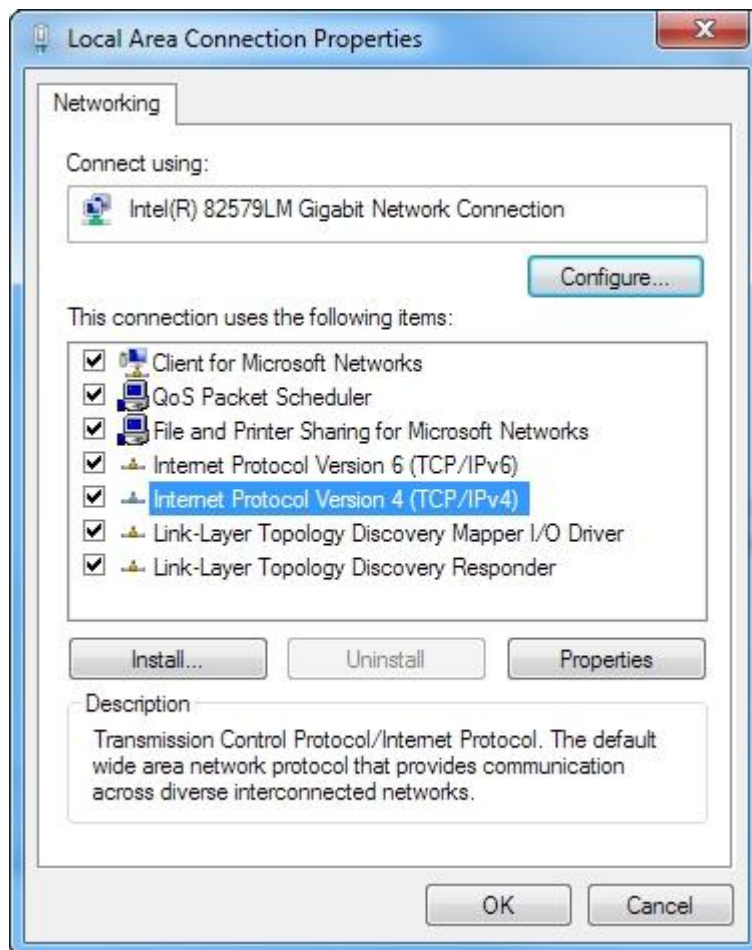 Local Area Connection Properties
Networking
Connect using:
Intel(R) 82579LM Gigabit Network Connection
Configure...
This connection uses the following items:
Client for Microsoft Networks
QoS Packet Scheduler
File and Printer Sharing for Microsoft Networks
Internet Protocol Version 6 (TCP/IPv6)
Internet Protocol Version 4 (TCP/IPv4)
Link-Layer Topology Discovery Mapper I/O Driver
Link-Layer Topology Discovery Responder
Install... Uninstall Properties
Description
Transmission Control Protocol/Internet Protocol. The default
wide area network protocol that provides communication
across diverse interconnected networks.
OK Cancel